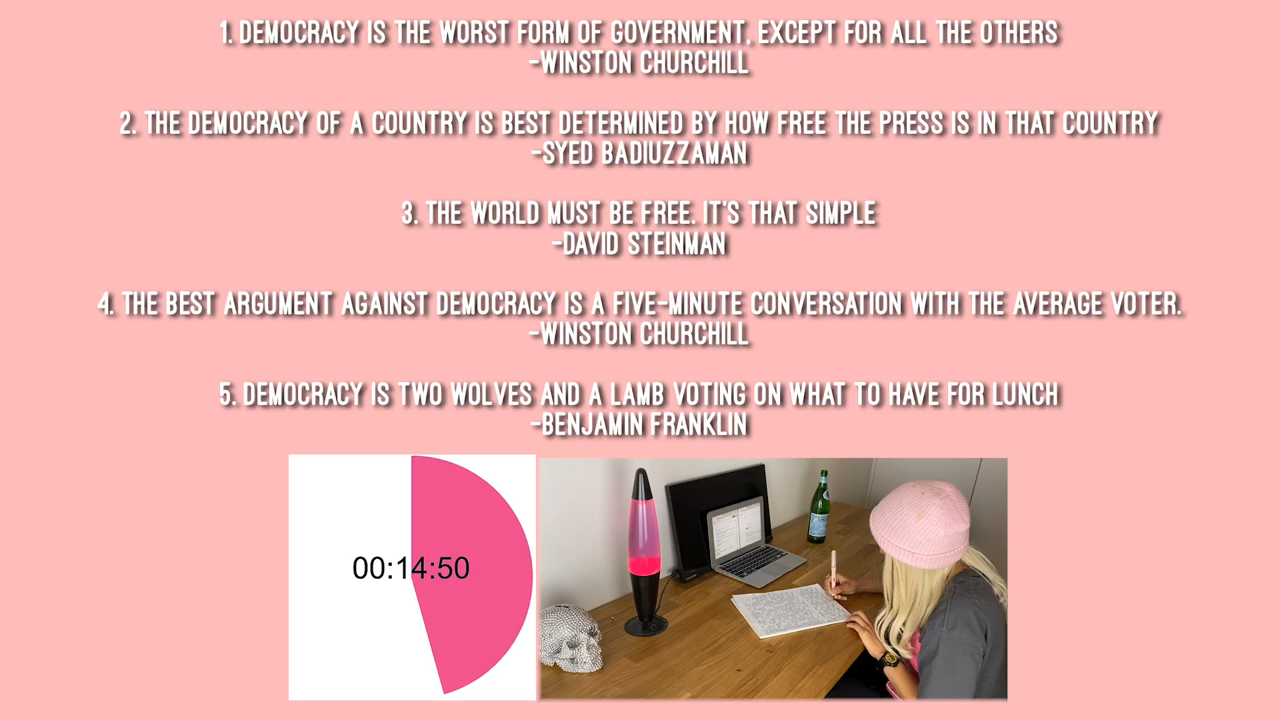 1. DEMOCRACY IS THE WORST FORM OF GOVERNMENT, EXCEPT FOR ALL THE OTHERS
-WINSTON CHURCHILL
2. THE DEMOCRACY OF A COUNTRY IS BEST DETERMINED BY HOW FREE THE PRESS IS IN THAT COUNTRY
-SYED BADIUZZAMAN
3. THE WORLD MUST BE FREE. IT'S THAT SIMPLE
-DAVID STEINMAN
4. THE BEST ARGUMENT AGAINST DEMOCRACY IS A FIVE-MINUTE CONVERSATION WITH THE AVERAGE VOTER.
-WINSTON CHURCHILL
5. DEMOCRACY IS TWO WOLVES AND A LAMB VOTING ON WHAT TO HAVE FOR LUNCH
-BENJAMIN FRANKLIN
00:14:50